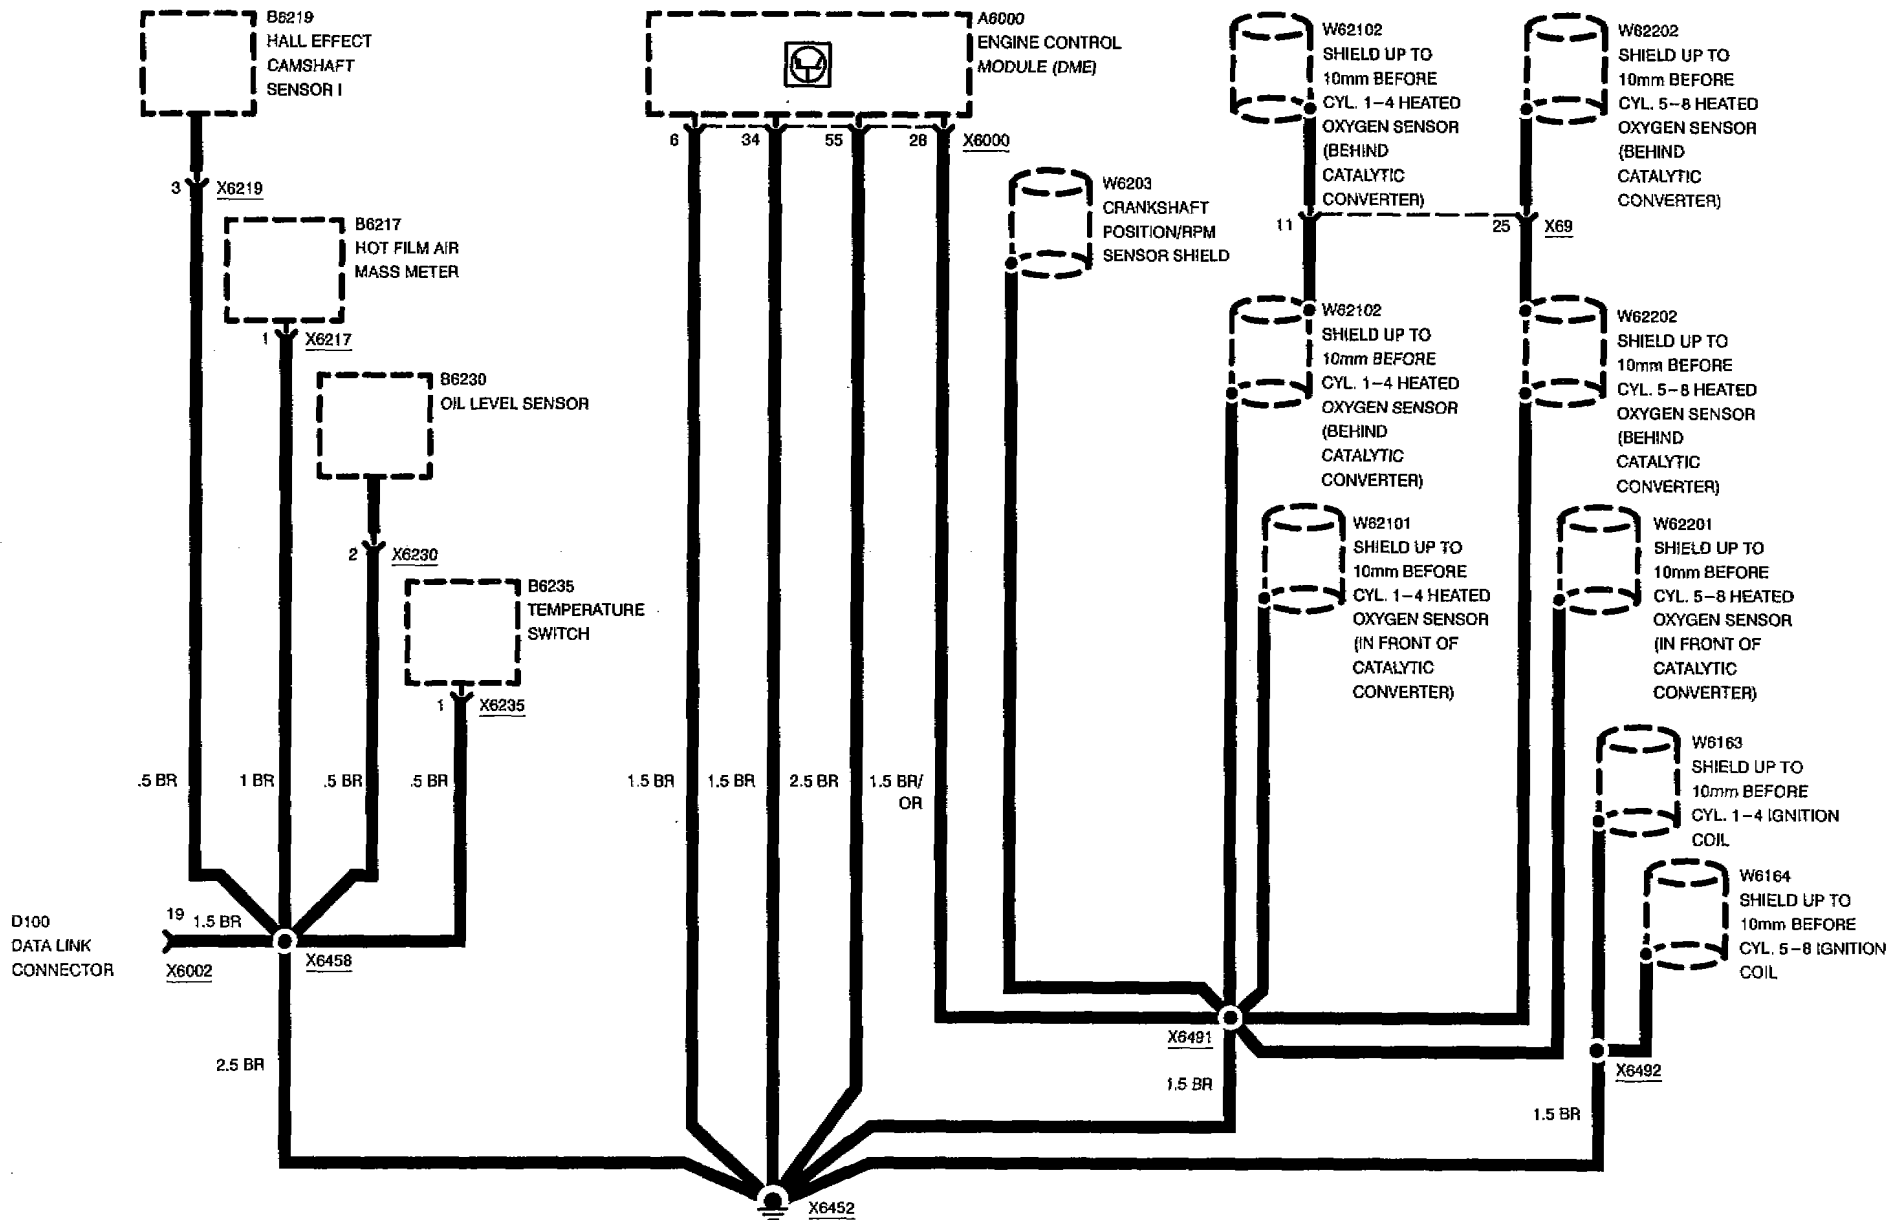 B6219
HALL EFFECT
CAMSHAFT
SENSOR I
A6000
ENGINE CONTROL
MODULE (DME)
6
34
55
28
X6000
W62102
SHIELD UP TO
10mm BEFORE
CYL. 1-4 HEATED
OXYGEN SENSOR
(BEHIND
CATALYTIC
CONVERTER)
W62202
SHIELD UP TO
10mm BEFORE
CYL. 5-8 HEATED
OXYGEN SENSOR
(BEHIND
CATALYTIC
CONVERTER)
3
X6219
B6217
HOT FILM AIR
MASS METER
1
X6217
W6203
CRANKSHAFT
POSITION/RPM
SENSOR SHIELD
11
25
X69
B6230
OIL LEVEL SENSOR
2
X6230
W62102
SHIELD UP TO
10mm BEFORE
CYL. 1-4 HEATED
OXYGEN SENSOR
(BEHIND
CATALYTIC
CONVERTER)
W62202
SHIELD UP TO
10mm BEFORE
CYL. 5-8 HEATED
OXYGEN SENSOR
(BEHIND
CATALYTIC
CONVERTER)
B6235
TEMPERATURE
SWITCH
1
X6235
W62101
SHIELD UP TO
10mm BEFORE
CYL. 1-4 HEATED
OXYGEN SENSOR
(IN FRONT OF
CATALYTIC
CONVERTER)
W62201
SHIELD UP TO
10mm BEFORE
CYL. 5-8 HEATED
OXYGEN SENSOR
(IN FRONT OF
CATALYTIC
CONVERTER)
.5 BR
1 BR
.5 BR
.5 BR
1.5 BR
1.5 BR
2.5 BR
1.5 BR/
OR
W6163
SHIELD UP TO
10mm BEFORE
CYL. 1-4 IGNITION
COIL
W6164
SHIELD UP TO
10mm BEFORE
CYL. 5-8 IGNITION
COIL
D100
DATA LINK
CONNECTOR
19
1.5 BR
X6002
X6458
X6491
X6492
2.5 BR
1.5 BR
1.5 BR
X6452